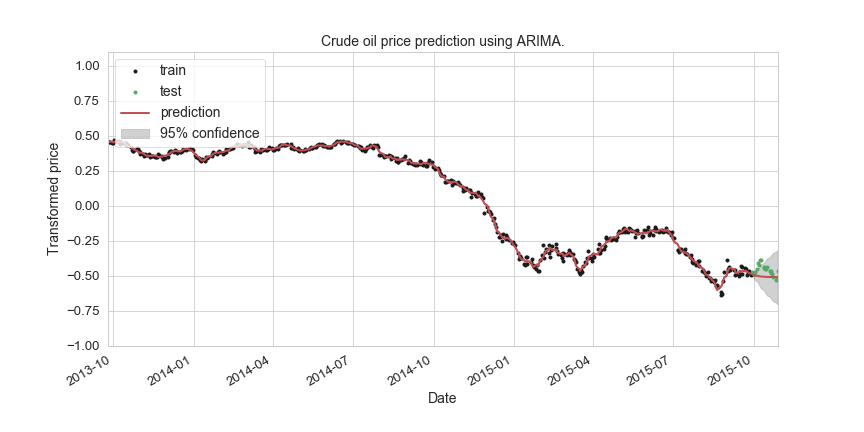 Crude oil price prediction using ARIMA.
train
test
prediction
95% confidence
Transformed price
1.00
0.75
0.50
0.25
0.00
−0.25
−0.50
−0.75
−1.00
2013-10
2014-01
2014-04
2014-07
2014-10
2015-01
2015-04
2015-07
2015-10
Date